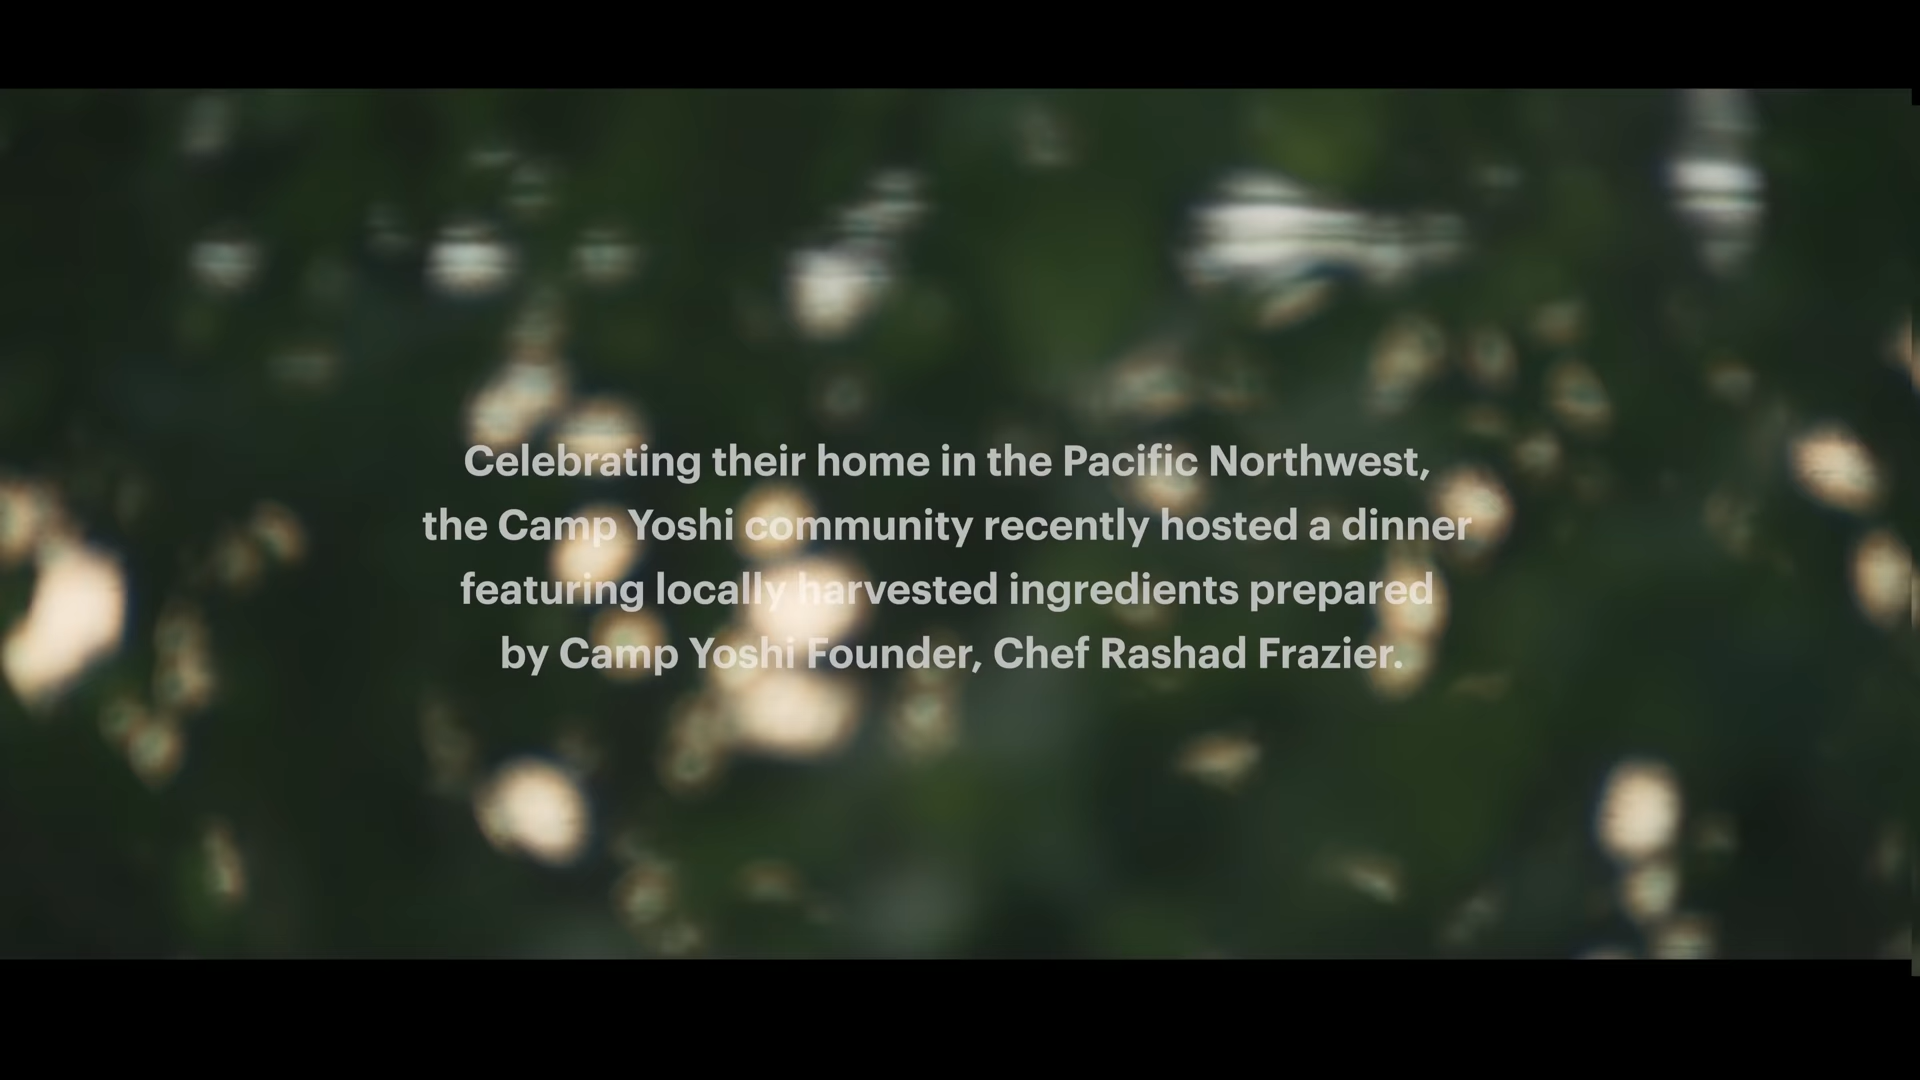 Celebrating their home in the Pacific Northwest,
the Camp Yoshi community recently hosted a dinner
featuring locally harvested ingredients prepared
by Camp Yoshi Founder, Chef Rashad Frazier.